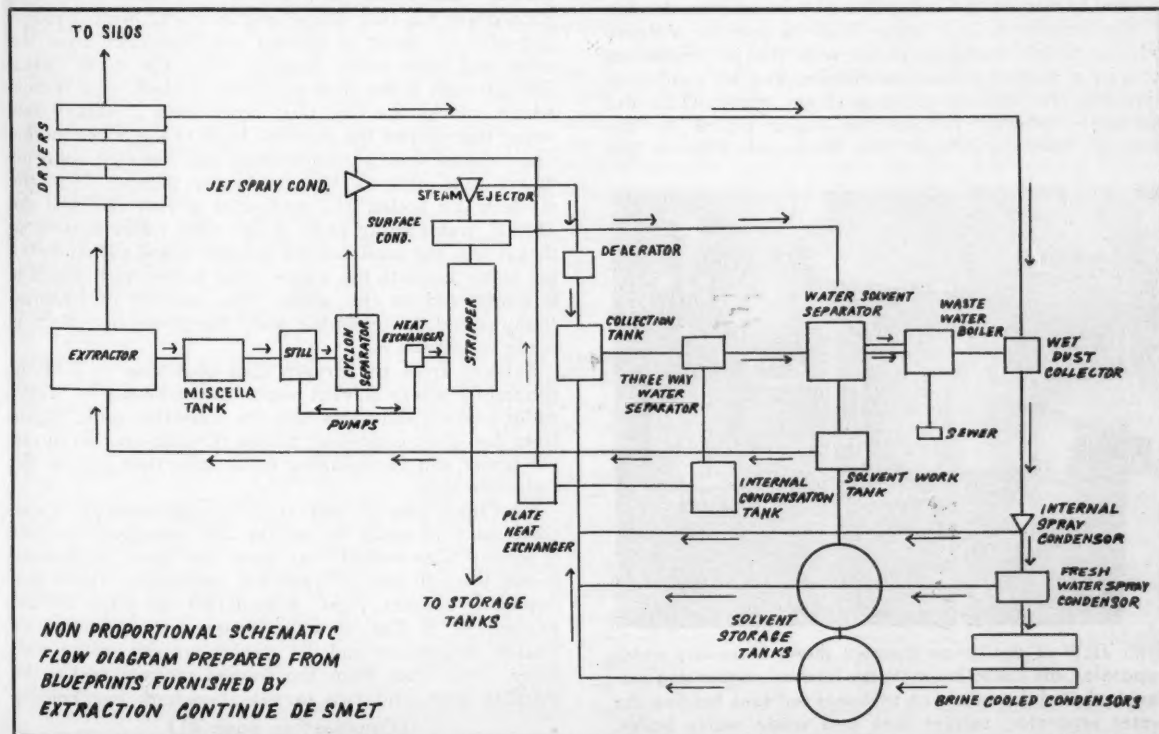 TO SILOS
DRYERS
JET SPRAY COND.
STEAM EJECTOR
SURFACE
COND.
DEAERATOR
EXTRACTOR
MISCELLA
TANK
STILL
CYCLON
SEPARATOR
HEAT
EXCHANGER
STRIPPER
PUMPS
COLLECTION
TANK
THREE WAY
WATER
SEPARATOR
WATER SOLVENT
SEPARATOR
WASTE
WATER
BOILER
WET
DUST
COLLECTOR
SEWER
SOLVENT WORK
TANK
INTERNAL
CONDENSATION
TANK
PLATE
HEAT
EXCHANGER
INTERNAL
SPRAY
CONDENSOR
FRESH
WATER SPRAY
CONDENSOR
TO STORAGE
TANKS
SOLVENT
STORAGE
TANKS
BRINE COOLED CONDENSORS
NON PROPORTIONAL SCHEMATIC
FLOW DIAGRAM PREPARED FROM
BLUEPRINTS FURNISHED BY
EXTRACTION CONTINUE DE SMET